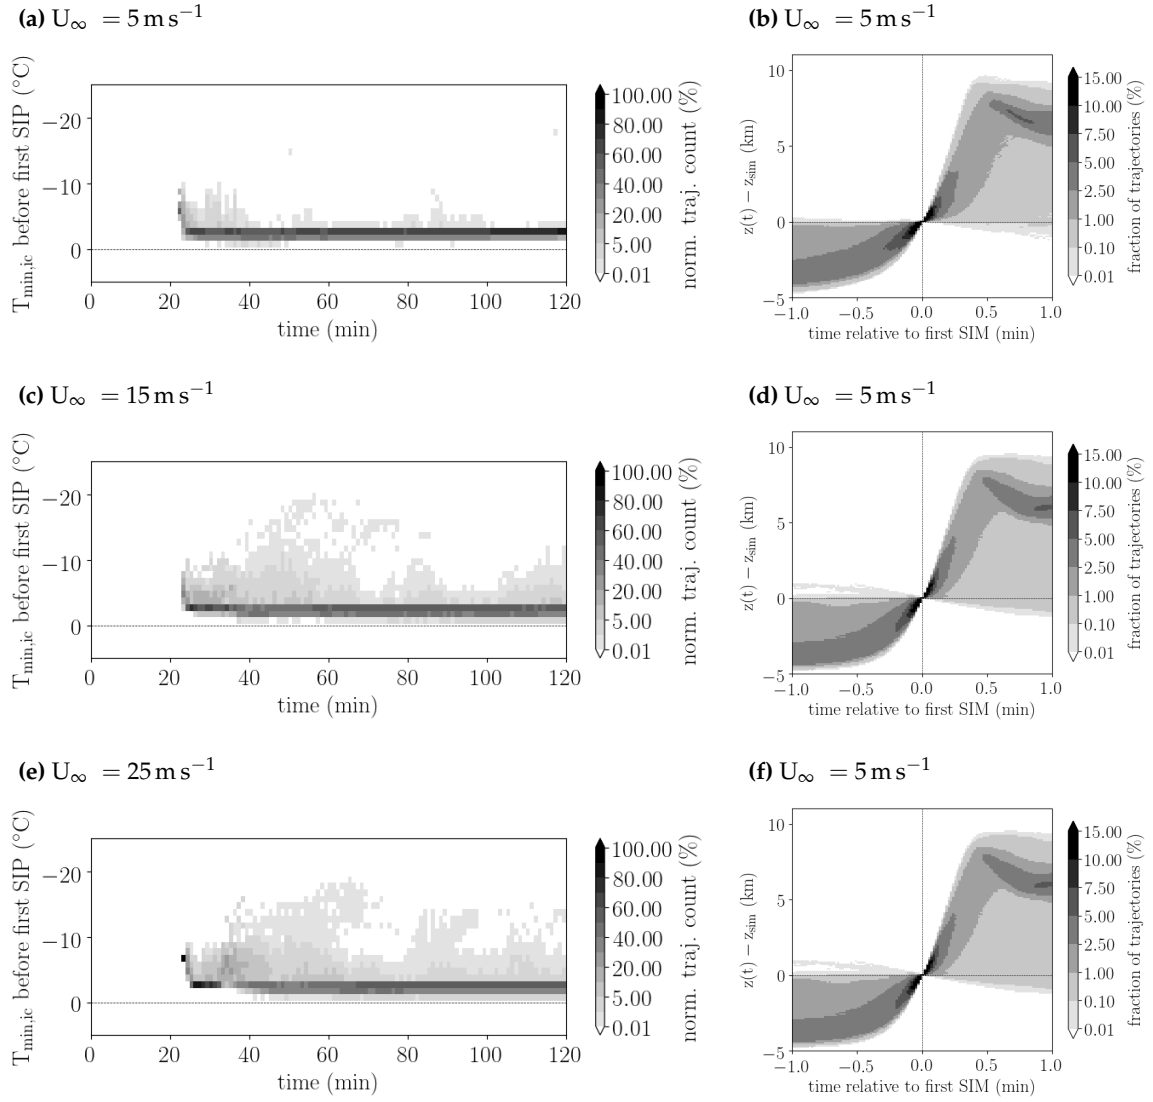 (a) U∞ = 5 m s−1
(b) U∞ = 5 m s−1
Tmin,ic before first SIP (°C)
−20
−10
0
0 20 40 60 80 100 120
time (min)
100.00
80.00
60.00
40.00
20.00
5.00
0.01
norm. traj. count (%)
z(t) − zsim (km)
10
5
0
−5
−1.0 −0.5 0.0 0.5 1.0
time relative to first SIM (min)
15.00
10.00
7.50
5.00
2.50
1.00
0.10
0.01
fraction of trajectories (%)
(c) U∞ = 15 m s−1
(d) U∞ = 5 m s−1
Tmin,ic before first SIP (°C)
−20
−10
0
0 20 40 60 80 100 120
time (min)
100.00
80.00
60.00
40.00
20.00
5.00
0.01
norm. traj. count (%)
z(t) − zsim (km)
10
5
0
−5
−1.0 −0.5 0.0 0.5 1.0
time relative to first SIM (min)
15.00
10.00
7.50
5.00
2.50
1.00
0.10
0.01
fraction of trajectories (%)
(e) U∞ = 25 m s−1
(f) U∞ = 5 m s−1
Tmin,ic before first SIP (°C)
−20
−10
0
0 20 40 60 80 100 120
time (min)
100.00
80.00
60.00
40.00
20.00
5.00
0.01
norm. traj. count (%)
z(t) − zsim (km)
10
5
0
−5
−1.0 −0.5 0.0 0.5 1.0
time relative to first SIM (min)
15.00
10.00
7.50
5.00
2.50
1.00
0.10
0.01
fraction of trajectories (%)